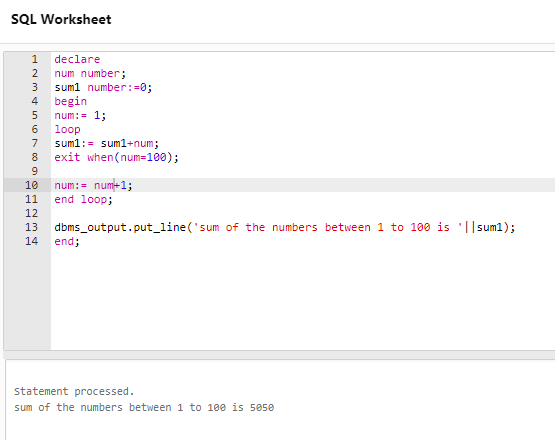 SQL Worksheet
1 declare
2 num number;
3 sum1 number:=0;
4 begin
5 num:= 1;
6 loop
7 sum1:= sum1+num;
8 exit when(num=100);
9
10 num:= num+1;
11 end loop;
12
13 dbms_output.put_line('sum of the numbers between 1 to 100 is '||sum1);
14 end;
Statement processed.
sum of the numbers between 1 to 100 is 5050